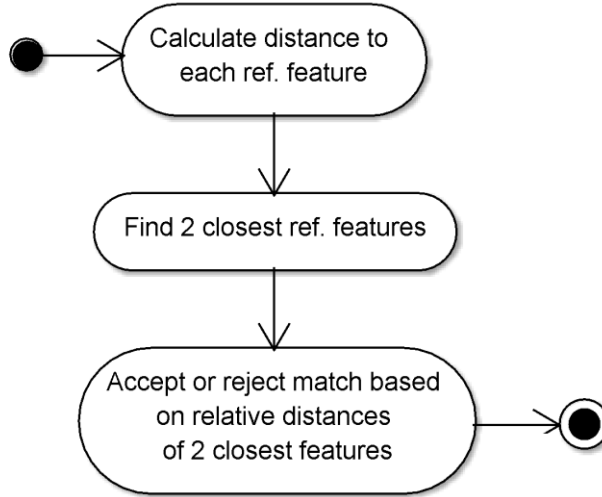 Calculate distance to
each ref. feature
Find 2 closest ref. features
Accept or reject match based
on relative distances
of 2 closest features